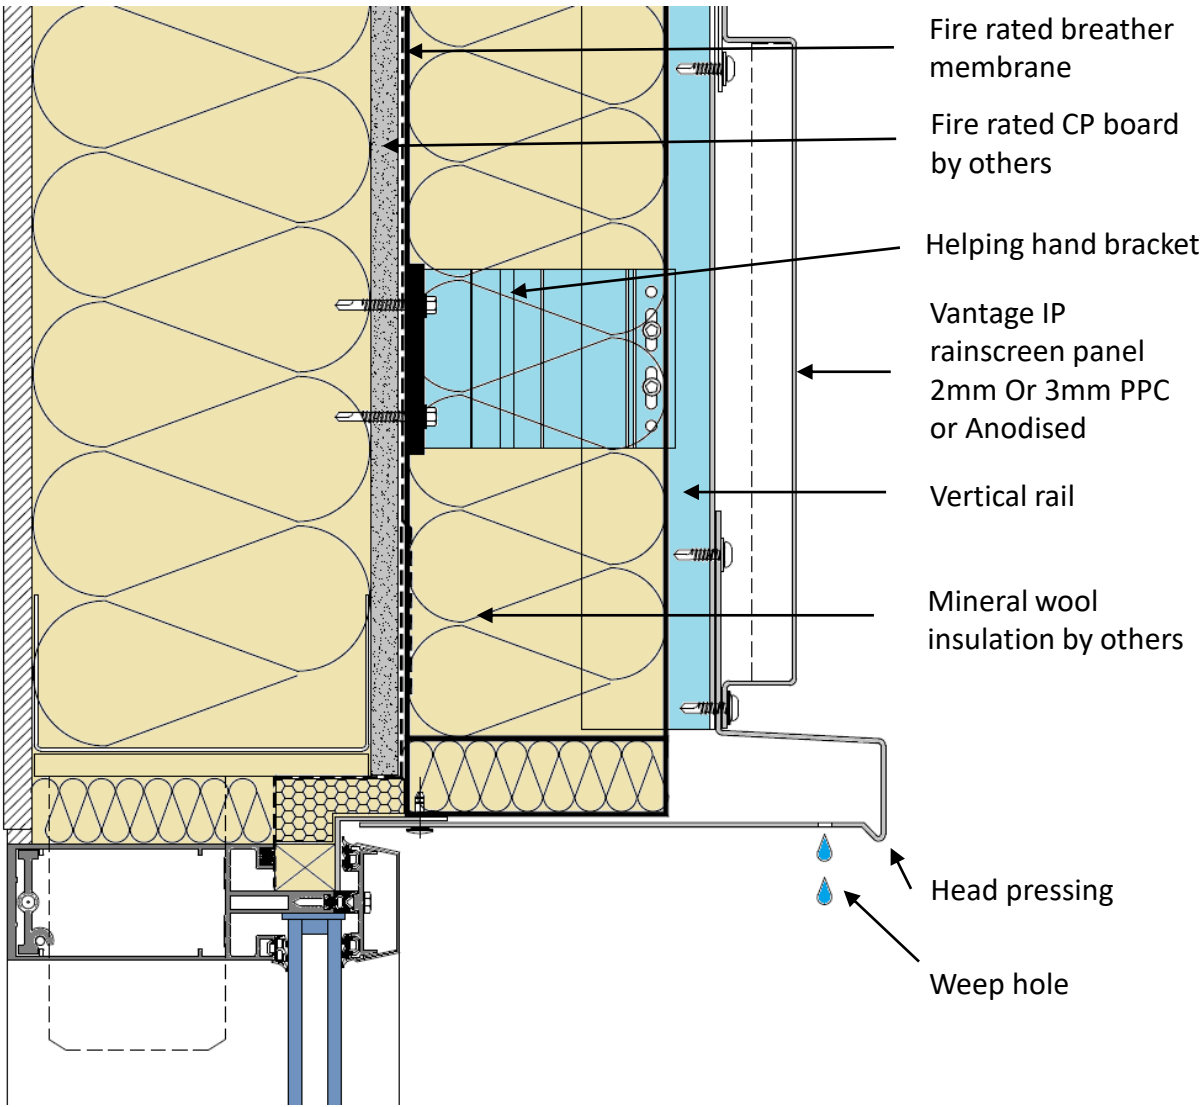 Fire rated breather
membrane
Fire rated CP board
by others
Helping hand bracket
Vantage IP
rainscreen panel
2mm Or 3mm PPC
or Anodised
Vertical rail
Mineral wool
insulation by others
Head pressing
Weep hole